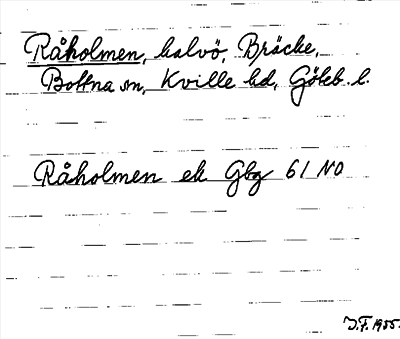 Råholmen, halvö, Bräcke,
Bottna sn, Kville hd, Göteb. l.
Råholmen ek Gbg 61 NO
J.F. 1955.